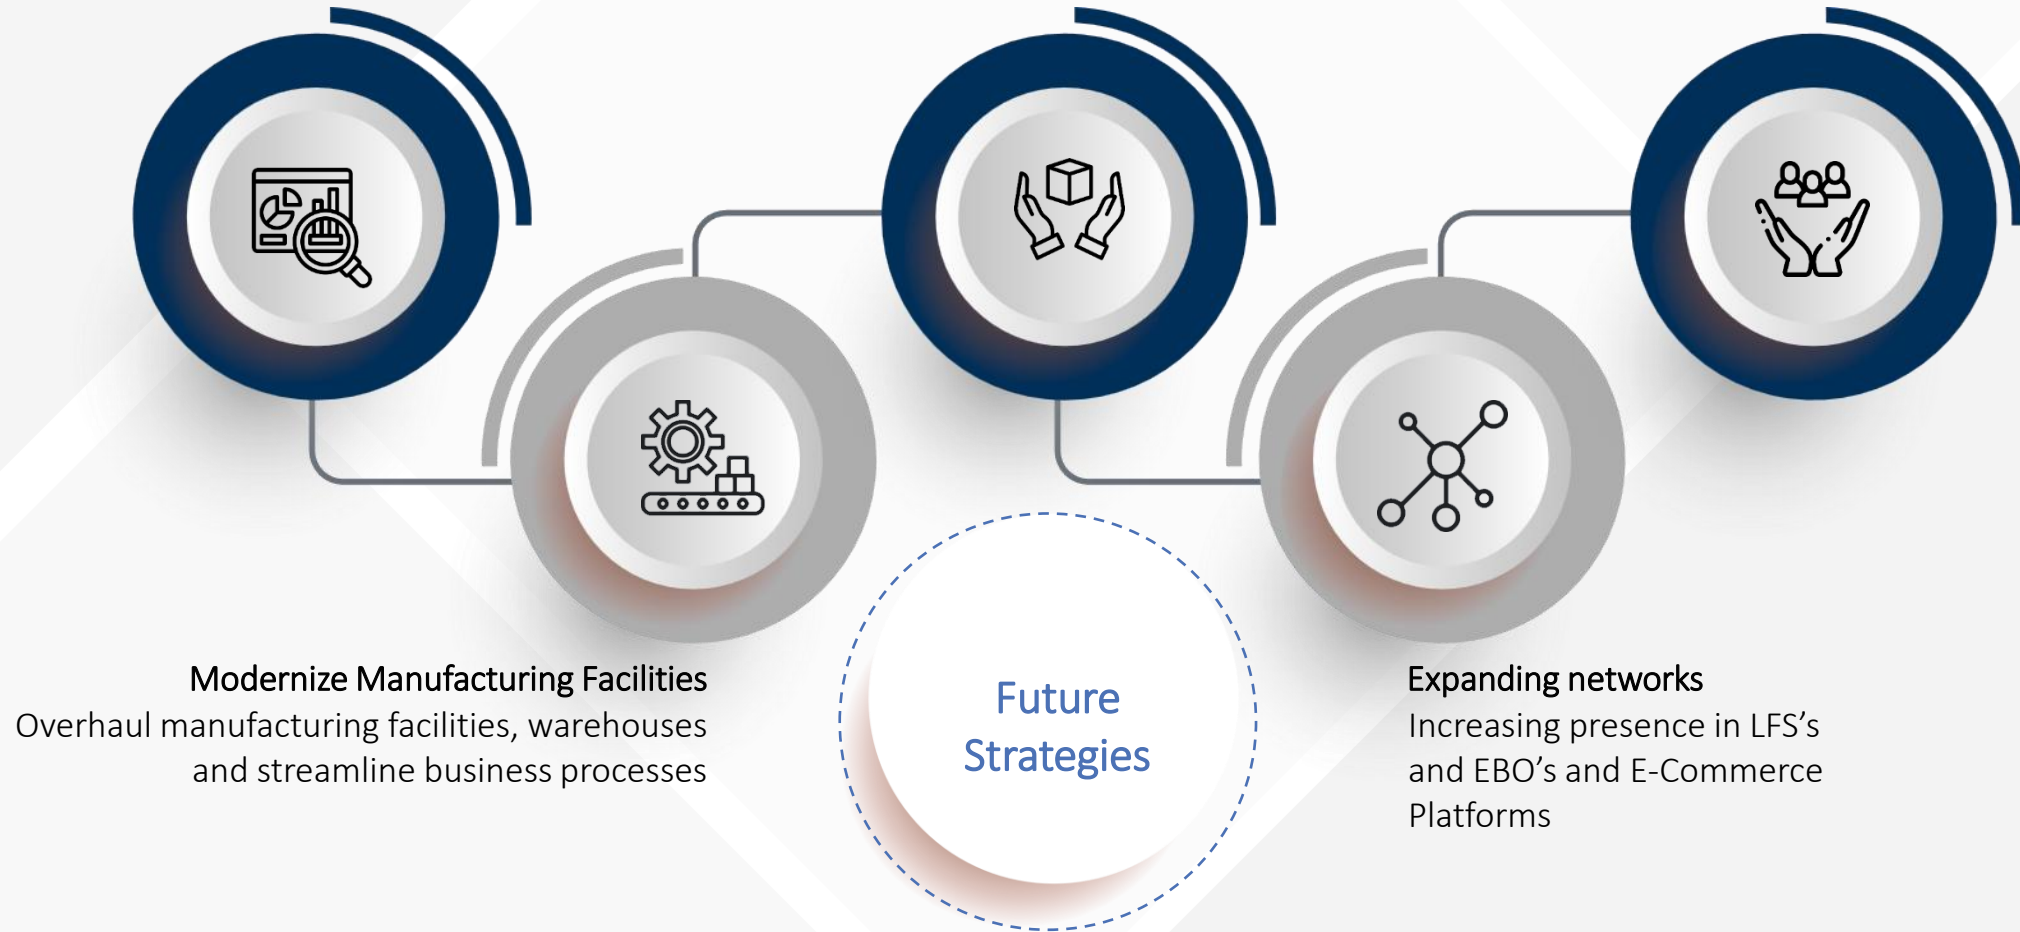 Modernize Manufacturing Facilities
Overhaul manufacturing facilities, warehouses
and streamline business processes
Future
Strategies
Expanding networks
Increasing presence in LFS’s
and EBO’s and E-Commerce
Platforms